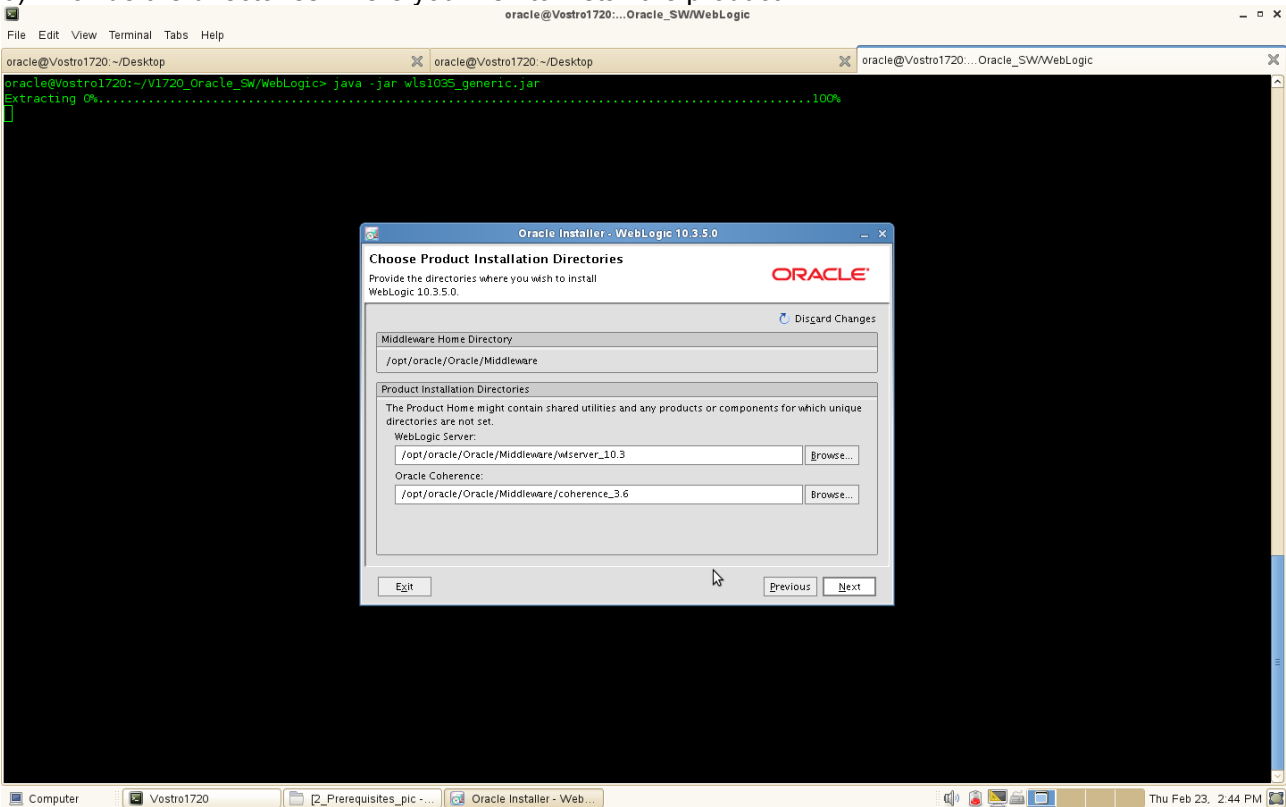 oracle@Vostro1720:...Oracle_SW/WebLogic
File Edit View Terminal Tabs Help
oracle@Vostro1720:~/Desktop
oracle@Vostro1720:~/Desktop
oracle@Vostro1720:...Oracle_SW/WebLogic
oracle@Vostro1720:~/V1720_Oracle_SW/WebLogic> java -jar wls1035_generic.jar
Extracting 0%....................................................................................................100%
Oracle Installer - WebLogic 10.3.5.0
Choose Product Installation Directories
Provide the directories where you wish to install
WebLogic 10.3.5.0.
ORACLE
Discard Changes
Middleware Home Directory
/opt/oracle/Oracle/Middleware
Product Installation Directories
The Product Home might contain shared utilities and any products or components for which unique
directories are not set.
WebLogic Server:
/opt/oracle/Oracle/Middleware/wlserver_10.3
Browse...
Oracle Coherence:
/opt/oracle/Oracle/Middleware/coherence_3.6
Browse...
Exit
Previous
Next
Computer
Vostro1720
[2_Prerequisites_pic -...
Oracle Installer - Web...
Thu Feb 23, 2:44 PM